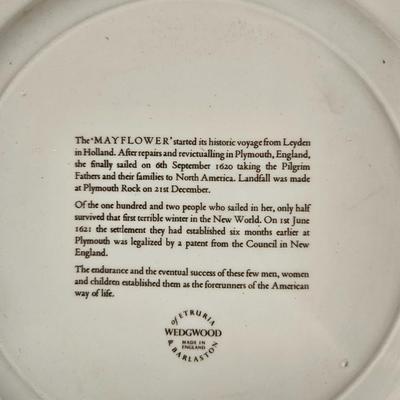 The 'MAYFLOWER' started its historic voyage from Leyden
in Holland. After repairs and revictualling in Plymouth, England,
she finally sailed on 6th September 1620 taking the Pilgrim
Fathers and their families to North America. Landfall was made
at Plymouth Rock on 21st December.
Of the one hundred and two people who sailed in her, only half
survived that first terrible winter in the New World. On 1st June
1621 the settlement they had established six months earlier at
Plymouth was legalized by a patent from the Council in New
England.
The endurance and the eventual success of these few men, women
and children established them as the forerunners of the American
way of life.
of ETRURIA
WEDGWOOD
MADE IN
ENGLAND
& BARLASTON